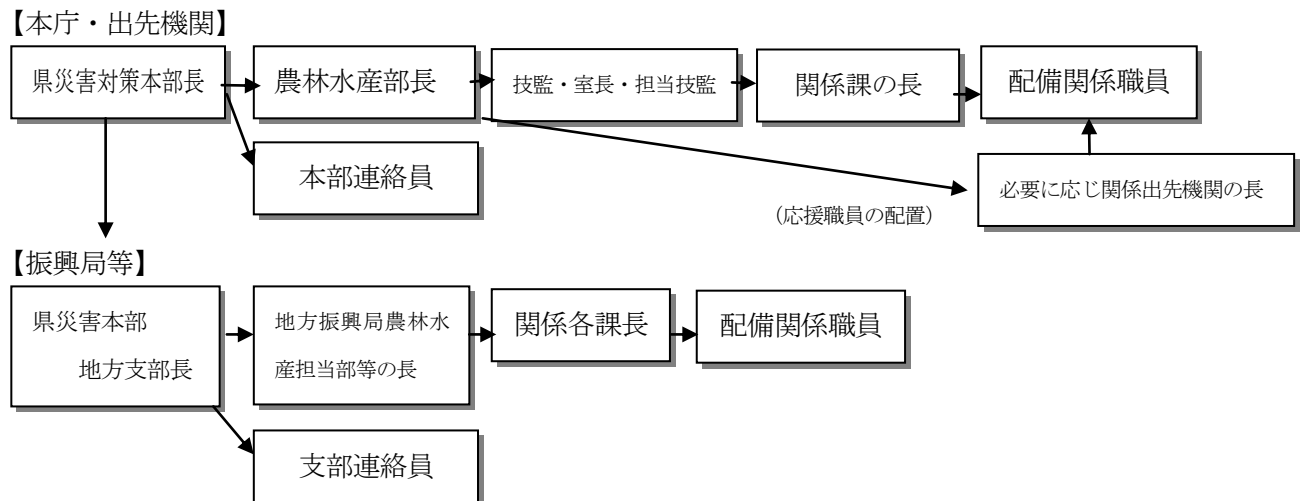 【本庁・出先機関】
県災害対策本部長
農林水産部長
技監・室長・担当技監
関係課の長
配備関係職員
本部連絡員
必要に応じ関係出先機関の長
(応援職員の配置)
【振興局等】
県災害本部
地方支部長
地方振興局農林水
産担当部等の長
関係各課長
配備関係職員
支部連絡員